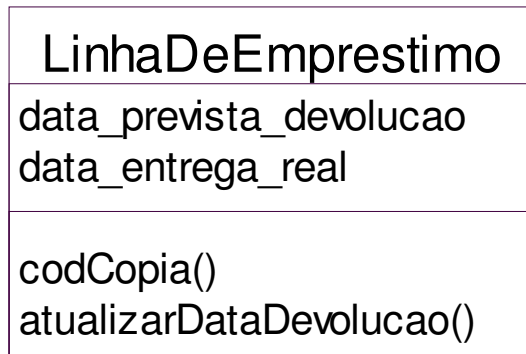 LinhaDeEmprestimo
data_prevista_devolucao
data_entrega_real
codCopia()
atualizarDataDevolucao()